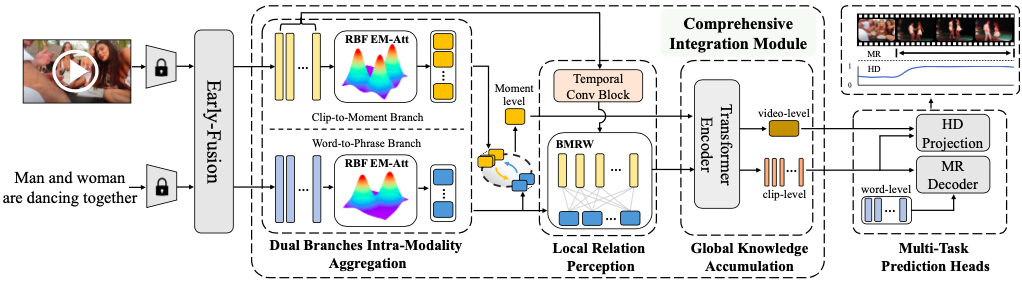 Man and woman
are dancing together
Early-Fusion
RBF EM-Att
Clip-to-Moment Branch
Word-to-Phrase Branch
RBF EM-Att
Dual Branches Intra-Modality
Aggregation
Moment
level
Temporal
Conv Block
BMRW
Local Relation
Perception
Comprehensive
Integration Module
Transformer
Encoder
video-level
clip-level
Global Knowledge
Accumulation
MR
1
HD
0
HD
Projection
MR
Decoder
word-level
Multi-Task
Prediction Heads